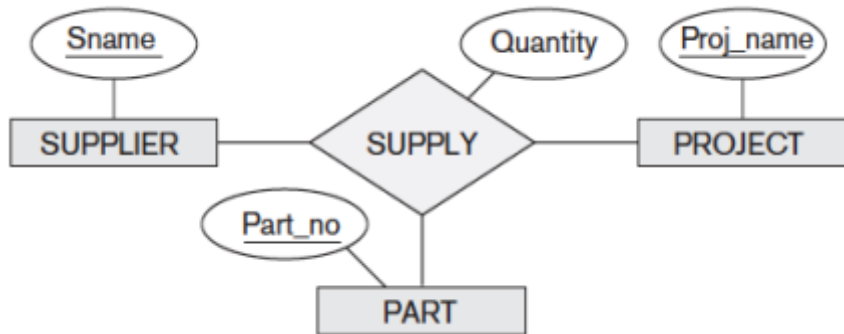 Sname
Quantity
Proj_name
SUPPLIER
SUPPLY
PROJECT
Part_no
PART